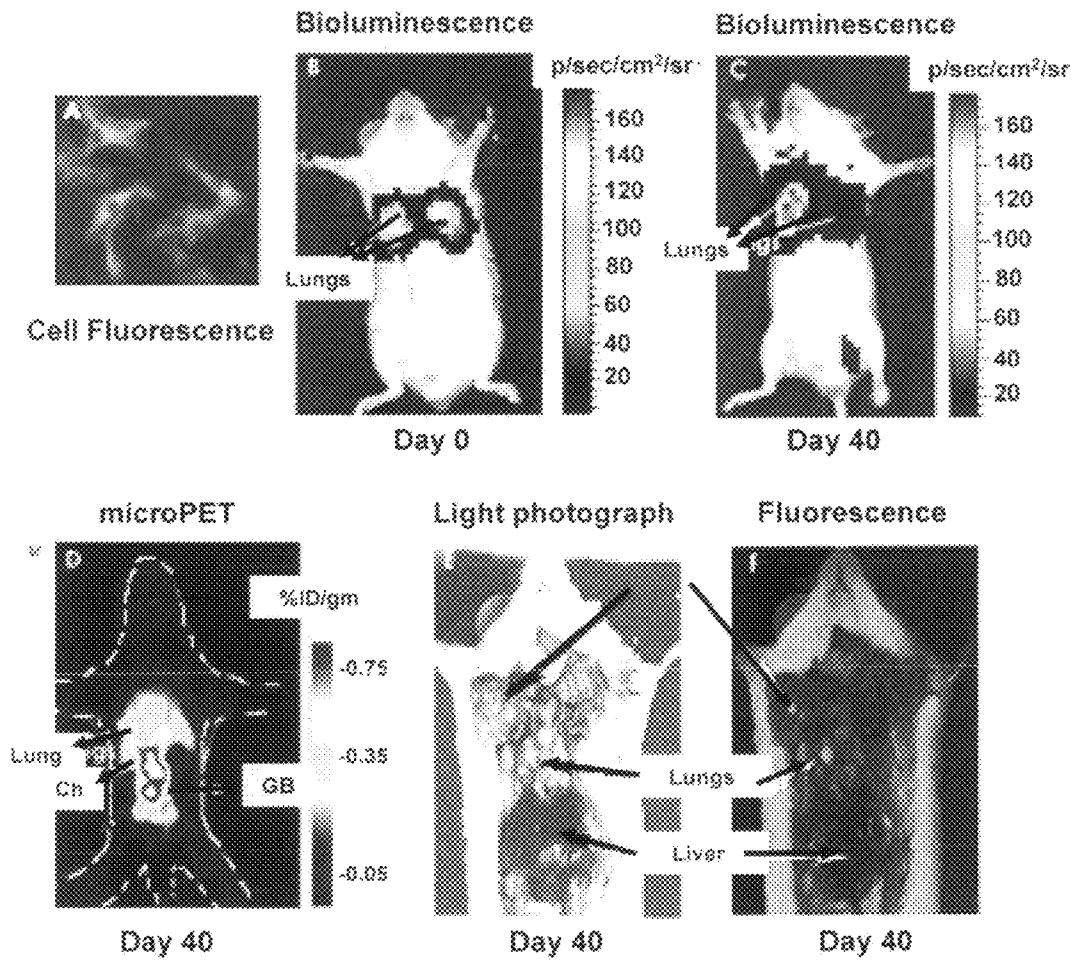 Bioluminescence
Bioluminescence
A
B
p/sec/cm²/sr
160
140
120
100
80
60
40
20
C
p/sec/cm²/sr
160
140
120
100
80
60
40
20
Lungs
Lungs
Cell Fluorescence
Day 0
Day 40
microPET
Light photograph
Fluorescence
D
%ID/gm
-0.75
-0.35
-0.05
Lung
Ch
GB
Lungs
Liver
Day 40
Day 40
Day 40